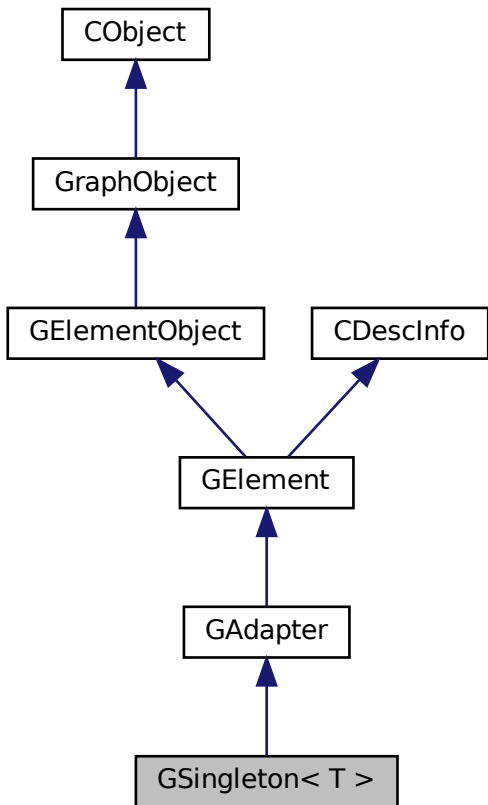 CObject
GraphObject
GElementObject
CDescInfo
GElement
GAdapter
GSingleton< T >